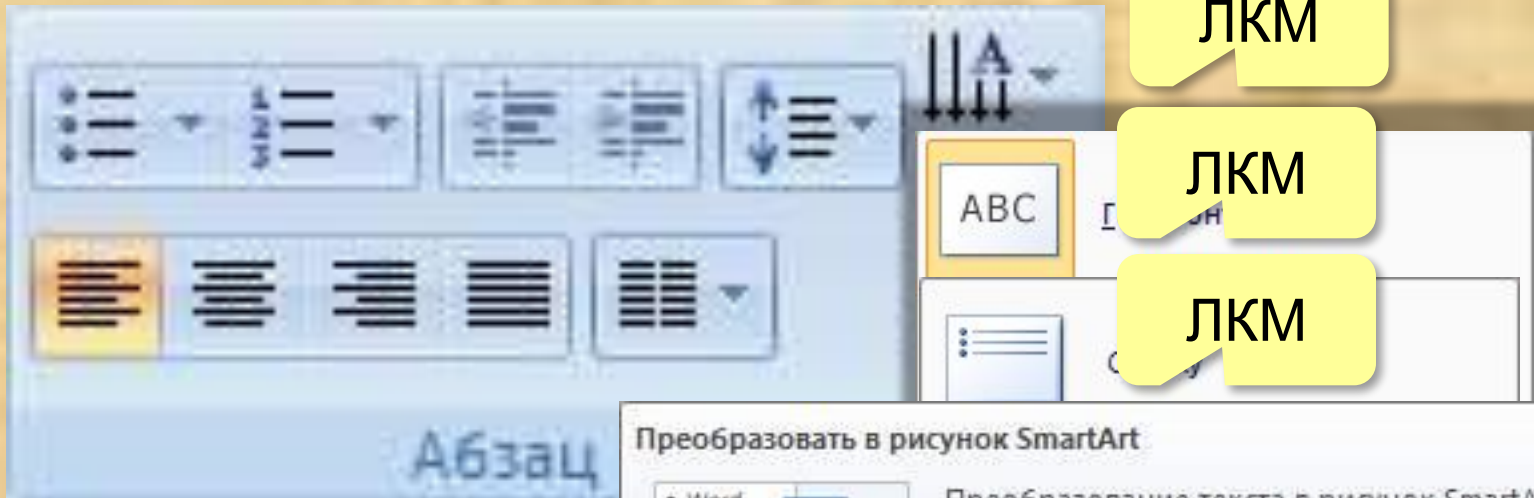 ЛКМ
A
ЛКМ
ABC
ЛКМ
Абзац
Преобразовать в рисунок SmartArt